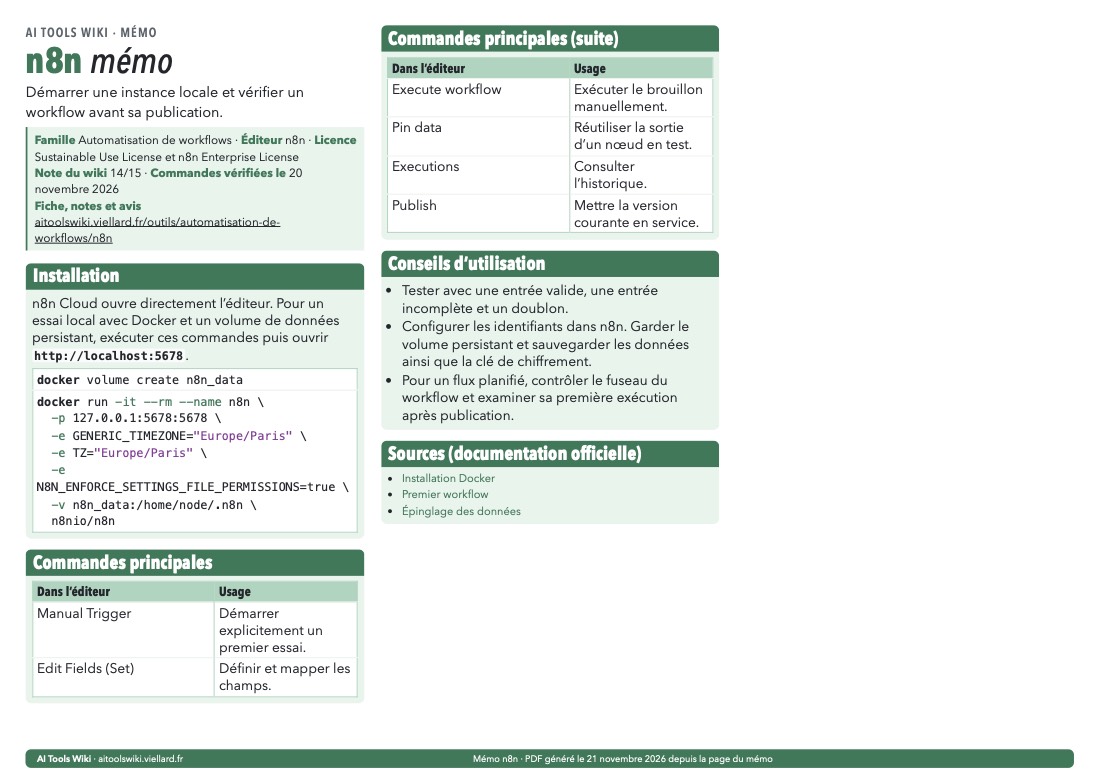 AI TOOLS WIKI · MÉMO
n8n mémo
Démarrer une instance locale et vérifier un
workflow avant sa publication.
Famille Automatisation de workflows · Éditeur n8n · Licence
Sustainable Use License et n8n Enterprise License
Note du wiki 14/15 · Commandes vérifiées le 20
novembre 2026
Fiche, notes et avis
aitoolswiki.viellard.fr/outils/automatisation-de-
workflows/n8n
Installation
n8n Cloud ouvre directement l'éditeur. Pour un
essai local avec Docker et un volume de données
persistant, exécuter ces commandes puis ouvrir
http://localhost:5678.
docker volume create n8n_data
docker run -it --rm --name n8n \
-p 127.0.0.1:5678:5678 \
-e GENERIC_TIMEZONE="Europe/Paris" \
-e TZ="Europe/Paris" \
-e
N8N_ENFORCE_SETTINGS_FILE_PERMISSIONS=true \
-v n8n_data:/home/node/.n8n \
n8nio/n8n
Commandes principales
Dans l'éditeur Usage
Manual Trigger Démarrer
explicitement un
premier essai.
Edit Fields (Set) Définir et mapper les
champs.
Commandes principales (suite)
Dans l'éditeur Usage
Execute workflow Exécuter le brouillon
manuellement.
Pin data Réutiliser la sortie
d'un nœud en test.
Executions Consulter
l'historique.
Publish Mettre la version
courante en service.
Conseils d'utilisation
• Tester avec une entrée valide, une entrée
incomplète et un doublon.
• Configurer les identifiants dans n8n. Garder le
volume persistant et sauvegarder les données
ainsi que la clé de chiffrement.
• Pour un flux planifié, contrôler le fuseau du
workflow et examiner sa première exécution
après publication.
Sources (documentation officielle)
• Installation Docker
• Premier workflow
• Épinglage des données
AI Tools Wiki · aitoolswiki.viellard.fr
Mémo n8n · PDF généré le 21 novembre 2026 depuis la page du mémo